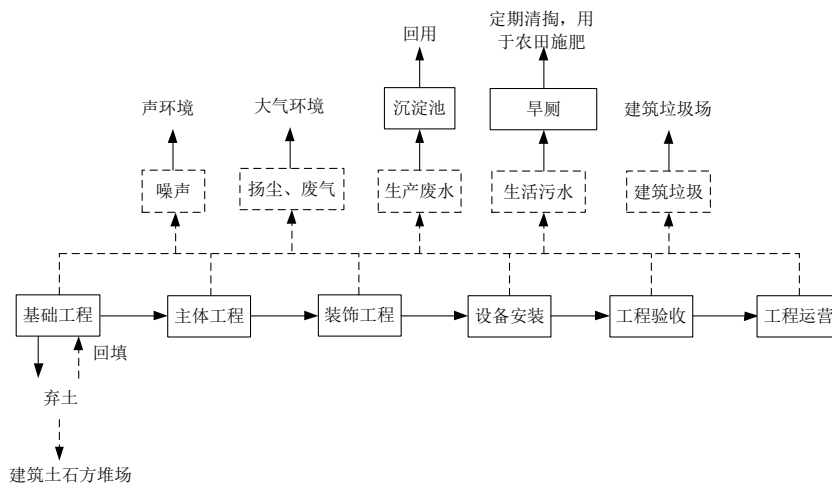 回用
定期清掏，用
于农田施肥
声环境
大气环境
沉淀池
旱厕
建筑垃圾场
噪声
扬尘、废气
生产废水
生活污水
建筑垃圾
基础工程
主体工程
装饰工程
设备安装
工程验收
工程运营
回填
弃土
建筑土石方堆场